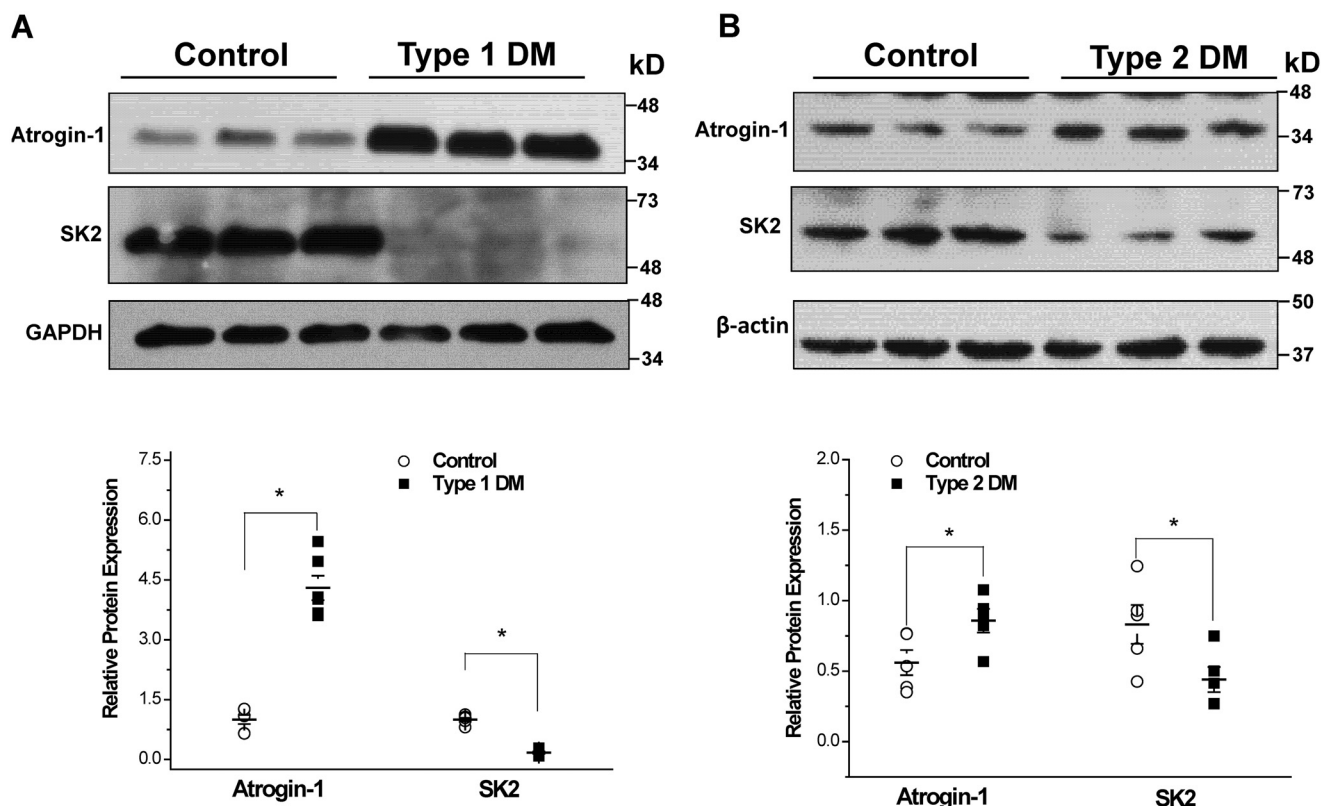 A
Control Type 1 DM kD
Atrogin-1 48
34
SK2 73
48
GAPDH 48
34
7.5
6.0
4.5
3.0
1.5
0.0
Relative Protein Expression
Control
Type 1 DM
*
*
Atrogin-1 SK2
B
Control Type 2 DM kD
Atrogin-1 48
34
SK2 73
48
β-actin 50
37
2.0
1.5
1.0
0.5
0.0
Relative Protein Expression
Control
Type 2 DM
*
*
Atrogin-1 SK2